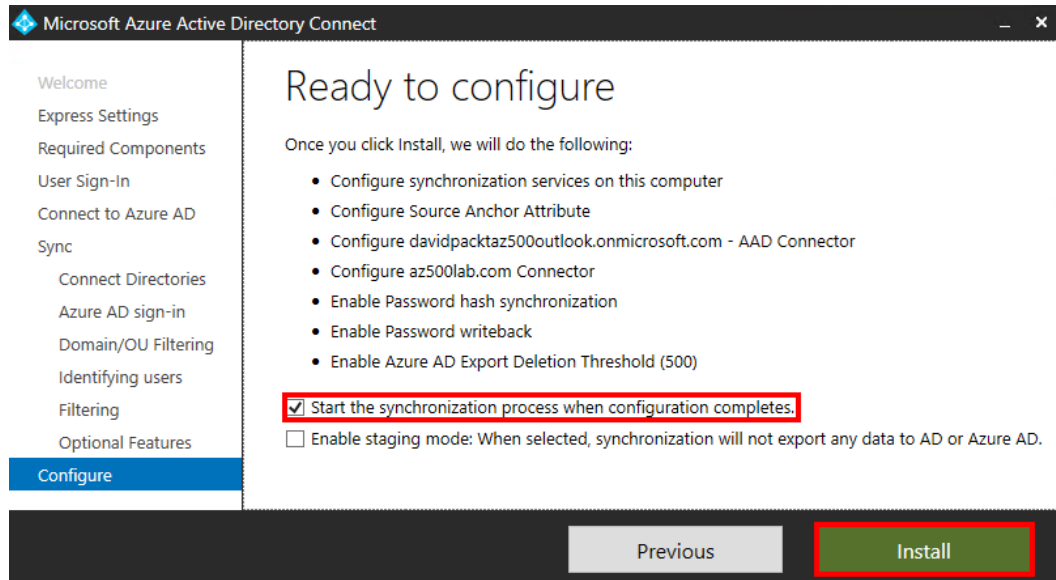 Microsoft Azure Active Directory Connect
Welcome
Express Settings
Required Components
User Sign-In
Connect to Azure AD
Sync
Connect Directories
Azure AD sign-in
Domain/OU Filtering
Identifying users
Filtering
Optional Features
Configure
Ready to configure
Once you click Install, we will do the following:
• Configure synchronization services on this computer
• Configure Source Anchor Attribute
• Configure davidpacktaz500outlook.onmicrosoft.com - AAD Connector
• Configure az500lab.com Connector
• Enable Password hash synchronization
• Enable Password writeback
• Enable Azure AD Export Deletion Threshold (500)
Start the synchronization process when configuration completes.
Enable staging mode: When selected, synchronization will not export any data to AD or Azure AD.
Previous
Install